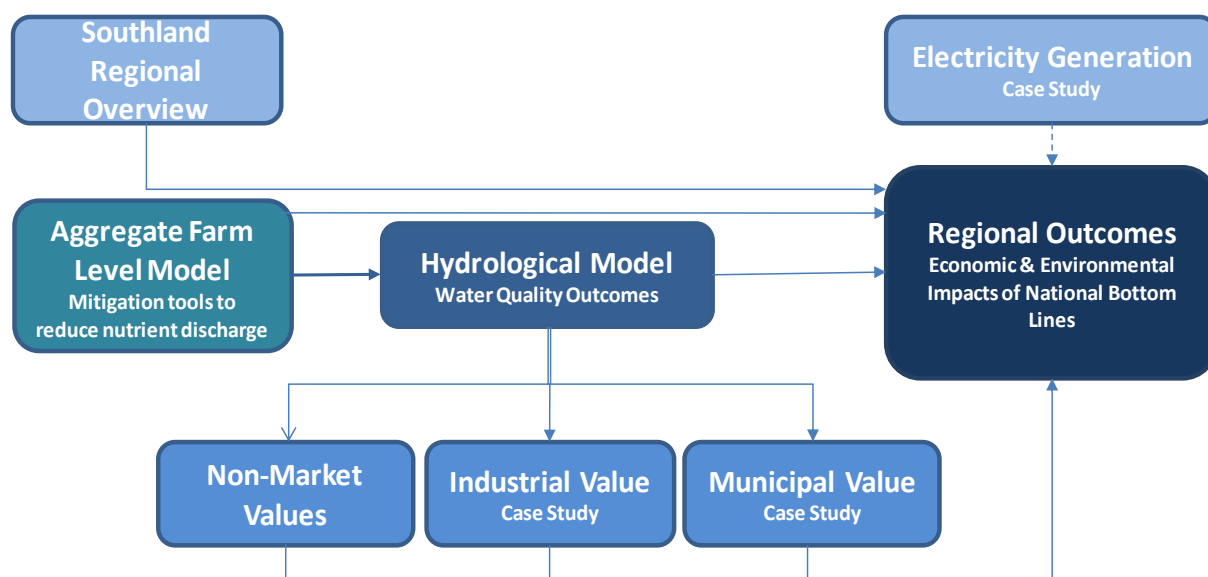 Southland
Regional
Overview
Electricity Generation
Case Study
Aggregate Farm
Level Model
Mitigation tools to
reduce nutrient discharge
Hydrological Model
Water Quality Outcomes
Regional Outcomes
Economic & Environmental
Impacts of National Bottom
Lines
Non-Market
Values
Industrial Value
Case Study
Municipal Value
Case Study